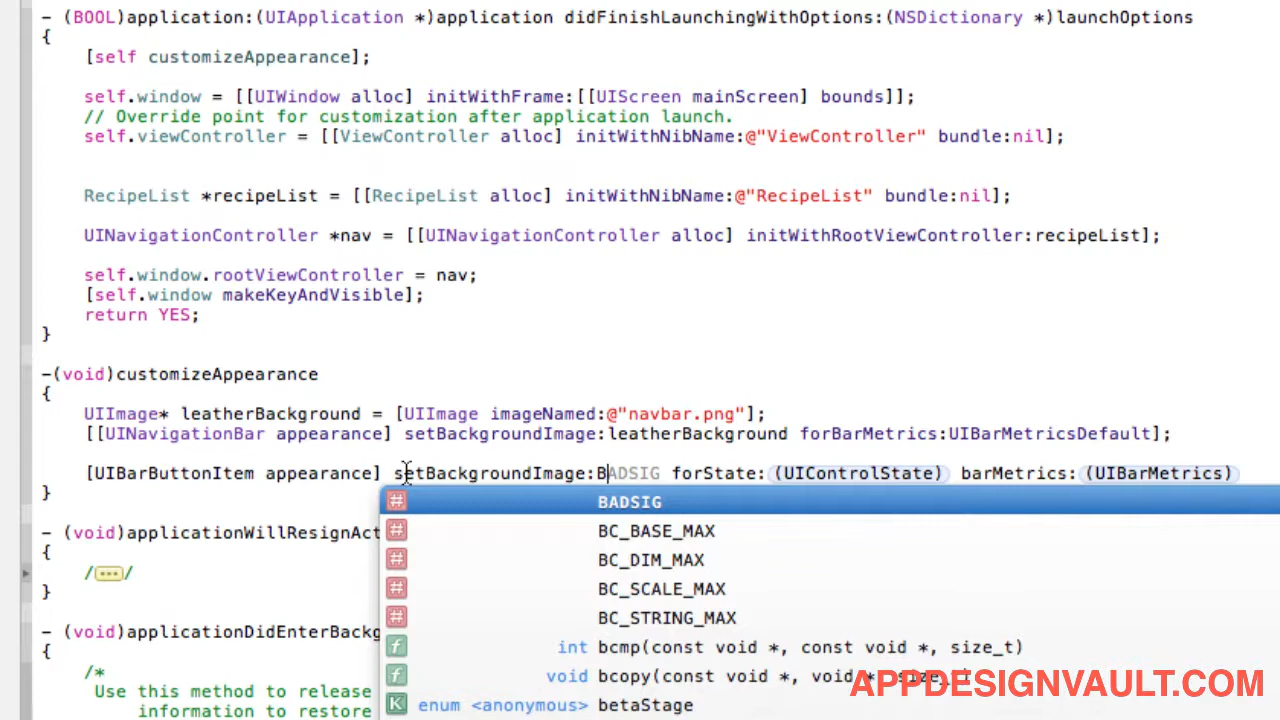 - (BOOL)application:(UIApplication *)application didFinishLaunchingWithOptions:(NSDictionary *)launchOptions
{
[self customizeAppearance];
self.window = [[UIWindow alloc] initWithFrame:[[UIScreen mainScreen] bounds]];
// Override point for customization after application launch.
self.viewController = [[ViewController alloc] initWithNibName:@"ViewController" bundle:nil];
RecipeList *recipeList = [[RecipeList alloc] initWithNibName:@"RecipeList" bundle:nil];
UINavigationController *nav = [[UINavigationController alloc] initWithRootViewController:recipeList];
self.window.rootViewController = nav;
[self.window makeKeyAndVisible];
return YES;
}
-(void)customizeAppearance
{
UIImage* leatherBackground = [UIImage imageNamed:@"navbar.png"];
[[UINavigationBar appearance] setBackgroundImage:leatherBackground forBarMetrics:UIBarMetricsDefault];
[UIBarButtonItem appearance] setBackgroundImage:BADSIG forState:(UIControlState) barMetrics:(UIBarMetrics)
}
# BADSIG
- (void)applicationWillResignAct
# BC_BASE_MAX
{
# BC_DIM_MAX
/•••/
# BC_SCALE_MAX
}
# BC_STRING_MAX
- (void)applicationDidEnterBackg
f int bcmp(const void *, const void *, size_t)
{
/*
f void bcopy(const void *, void *, size_t)
Use this method to release
K enum <anonymous> betaStage
information to restore
APPDESIGNVAULT.COM